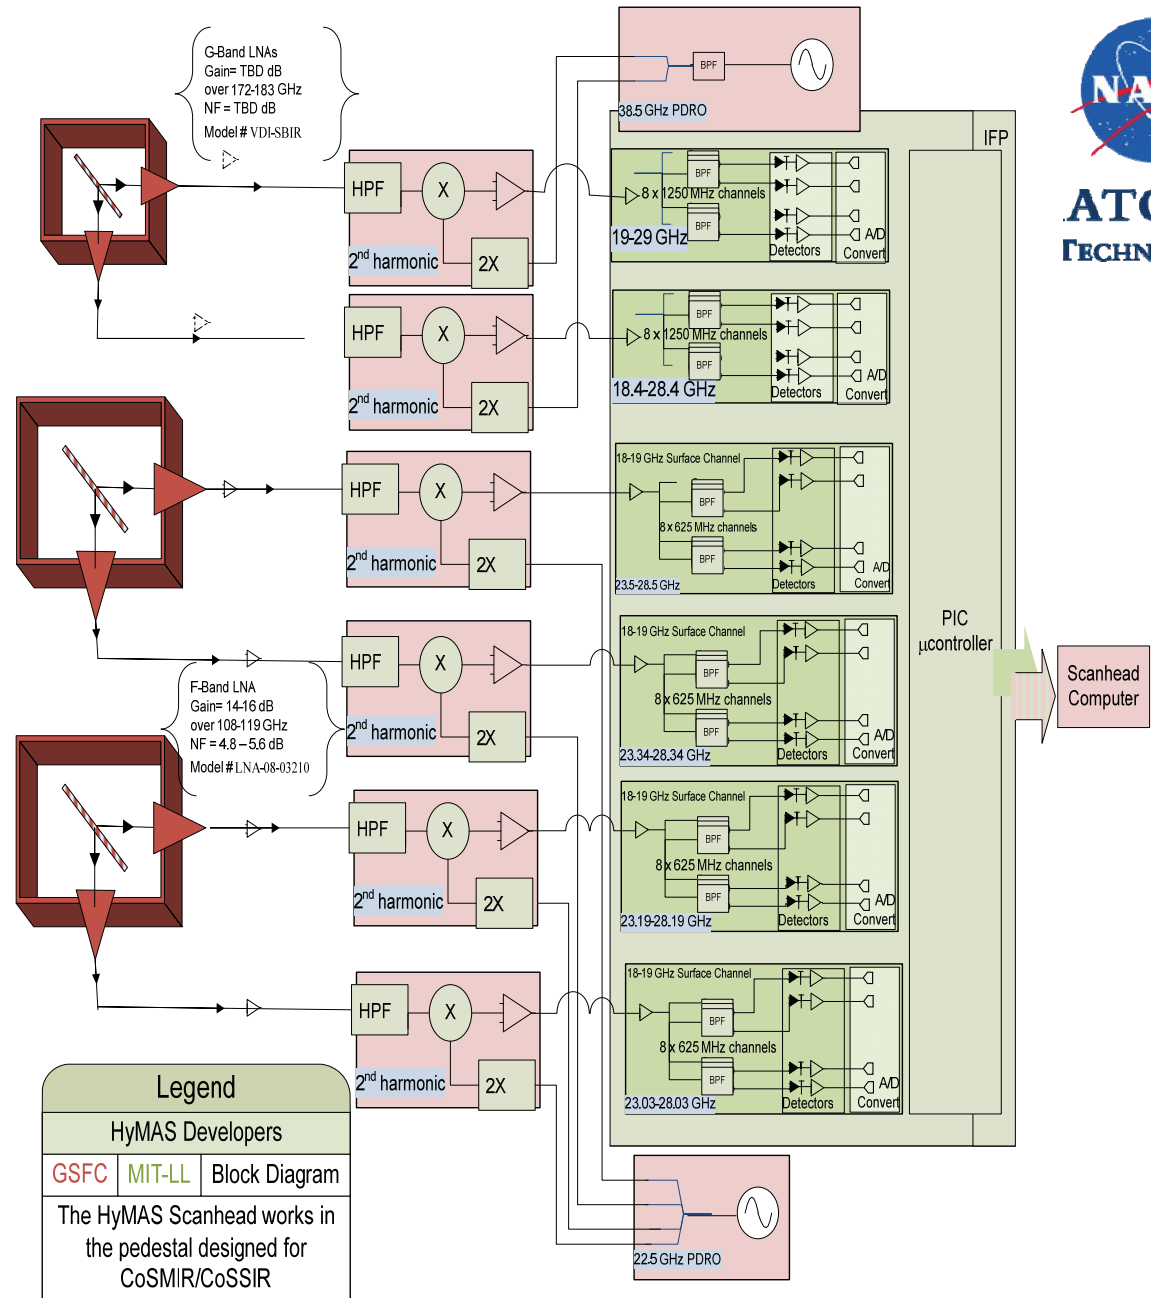 G-Band LNAs
Gain= TBD dB
over 172-183 GHz
NF = TBD dB
Model # VDI-SBIR
BPF
38.5 GHz PDRO
IFP
NASA
HPF
X
2nd harmonic
2X
BPF
8 x 1250 MHz channels
BPF
19-29 GHz
Detectors
A/D
Convert
HPF
X
2nd harmonic
2X
BPF
8 x 1250 MHz channels
BPF
18.4-28.4 GHz
Detectors
A/D
Convert
HPF
X
2nd harmonic
2X
18-19 GHz Surface Channel
BPF
8 x 625 MHz channels
BPF
23.5-28.5 GHz
Detectors
A/D
Convert
HPF
X
2nd harmonic
2X
18-19 GHz Surface Channel
BPF
8 x 625 MHz channels
BPF
23.34-28.34 GHz
Detectors
A/D
Convert
PIC
µcontroller
Scanhead
Computer
F-Band LNA
Gain= 14-16 dB
over 108-119 GHz
NF = 4.8 – 5.6 dB
Model # LNA-08-03210
HPF
X
2nd harmonic
2X
18-19 GHz Surface Channel
BPF
8 x 625 MHz channels
BPF
23.19-28.19 GHz
Detectors
A/D
Convert
HPF
X
2nd harmonic
2X
18-19 GHz Surface Channel
BPF
8 x 625 MHz channels
BPF
23.03-28.03 GHz
Detectors
A/D
Convert
22.5 GHz PDRO
Legend
HyMAS Developers
GSFC MIT-LL Block Diagram
The HyMAS Scanhead works in
the pedestal designed for
CoSMIR/CoSSIR